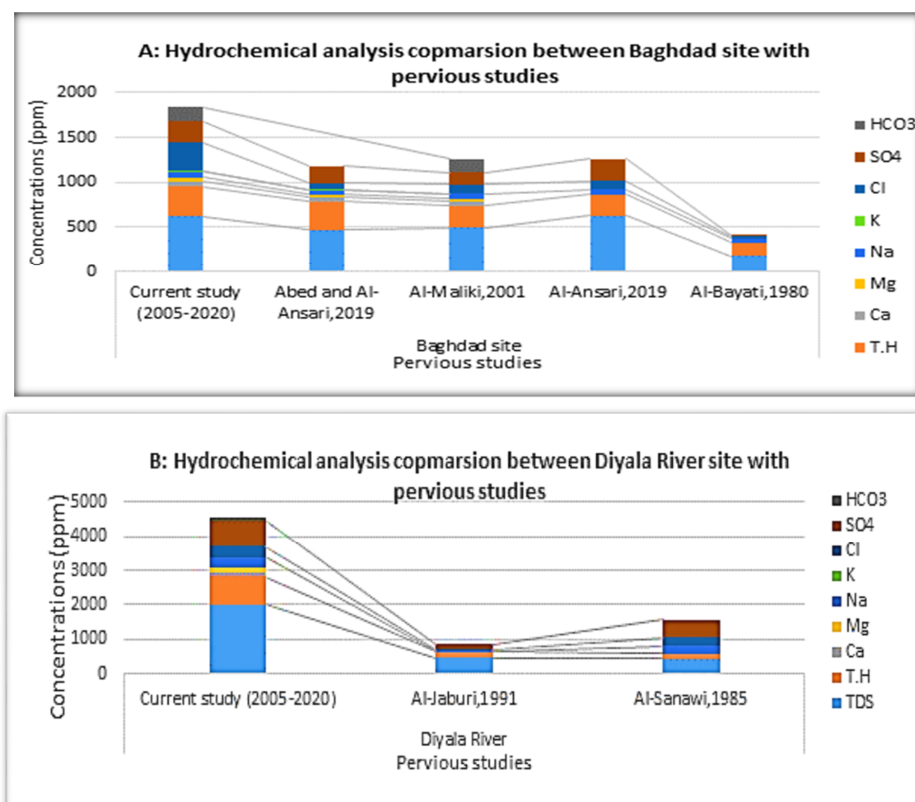 A: Hydrochemical analysis copmarsion between Baghdad site with
pervious studies
Concentrations (ppm)
2000
1500
1000
500
0
Current study
(2005-2020)
Abed and Al-
Ansari,2019
Al-Maliki,2001
Al-Ansari,2019
Al-Bayati,1980
Baghdad site
Pervious studies
HCO3
SO4
Cl
K
Na
Mg
Ca
T.H
B: Hydrochemical analysis copmarsion between Diyala River site with
pervious studies
Concentrations (ppm)
5000
4000
3000
2000
1000
0
Current study (2005-2020)
Al-Jaburi,1991
Al-Sanawi,1985
Diyala River
Pervious studies
HCO3
SO4
Cl
K
Na
Mg
Ca
T.H
TDS